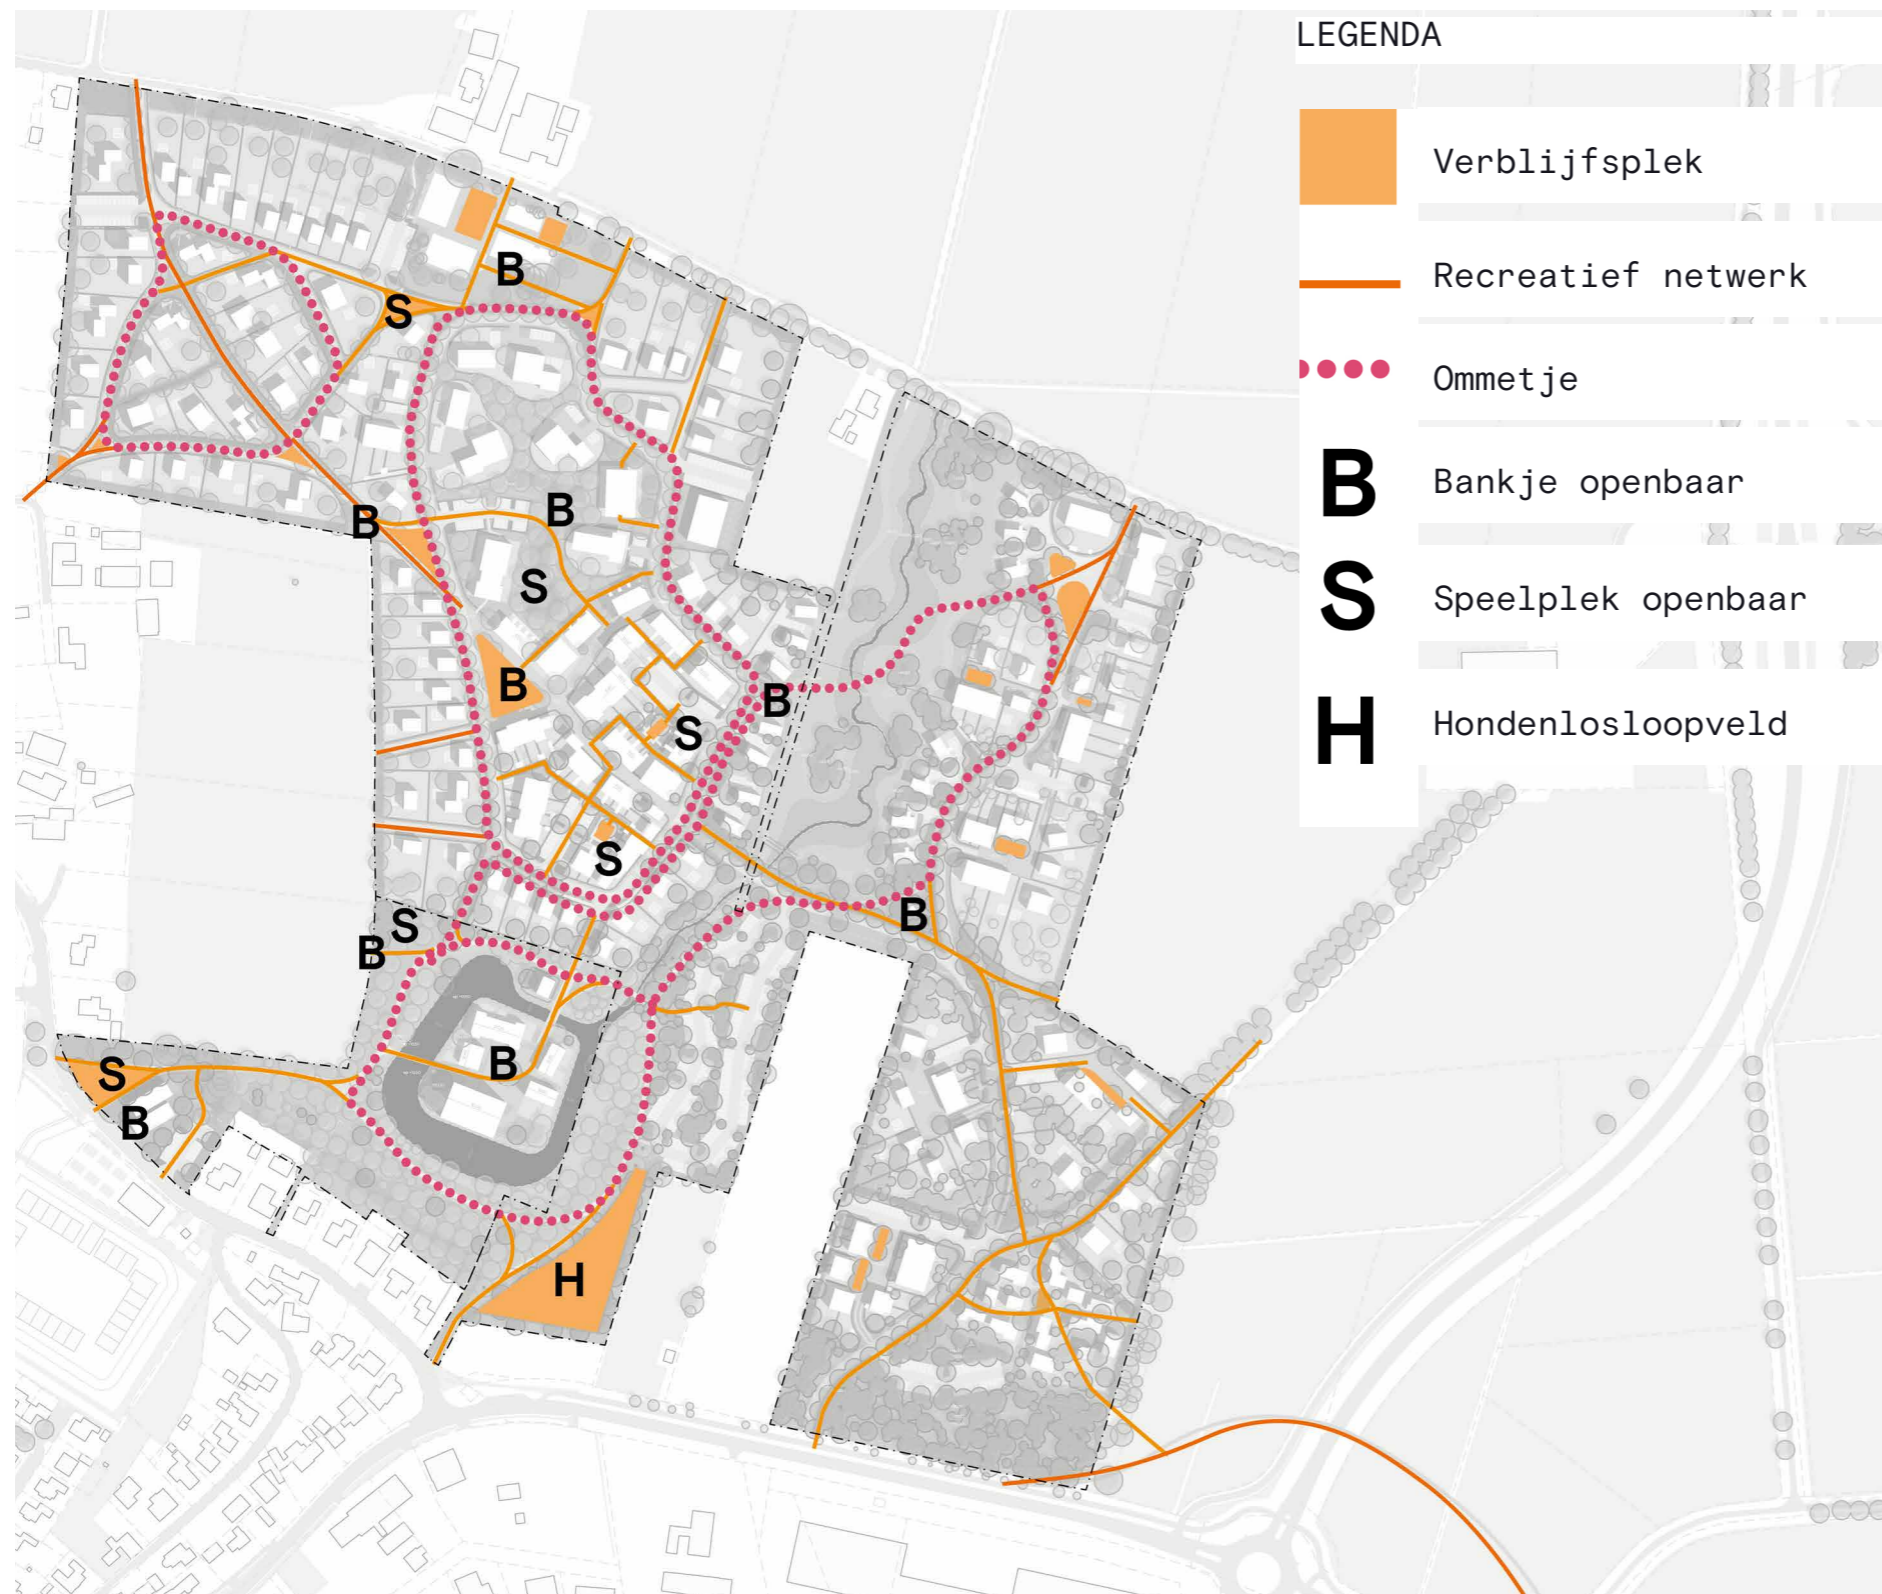 LEGENDA
Verblijfsplek
Recreatief netwerk
Ommetje
B Bankje openbaar
S Speelplek openbaar
H Hondenlosloopveld
B
S
B
B
S
B
B
S
S
B
S
B
B
S
B
H